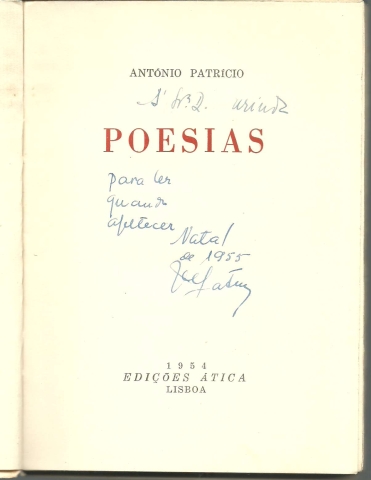 ANTÓNIO PATRÍCIO
POESIAS
para ler
quando
apetecer
Natal
de 1955
1954
EDIÇÕES ÁTICA
LISBOA